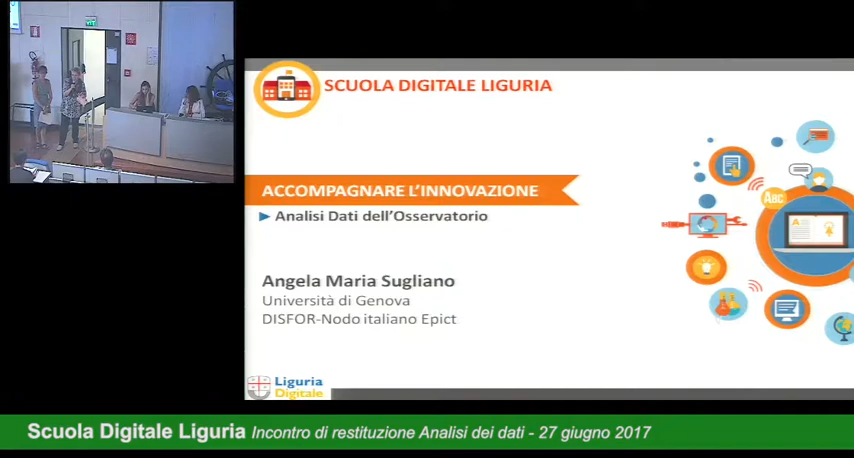 SCUOLA DIGITALE LIGURIA
ACCOMPAGNARE L'INNOVAZIONE
Analisi Dati dell'Osservatorio
Angela Maria Sugliano
Università di Genova
DISFOR-Nodo italiano Epict
ABC
A
Liguria
Digitale
Scuola Digitale Liguria Incontro di restituzione Analisi dei dati - 27 giugno 2017